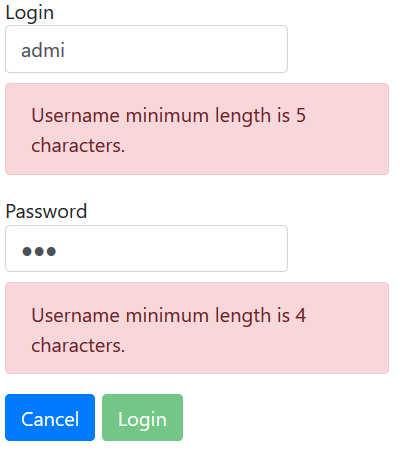 Login
admi
Username minimum length is 5
characters.
Password
●●●
Username minimum length is 4
characters.
Cancel Login